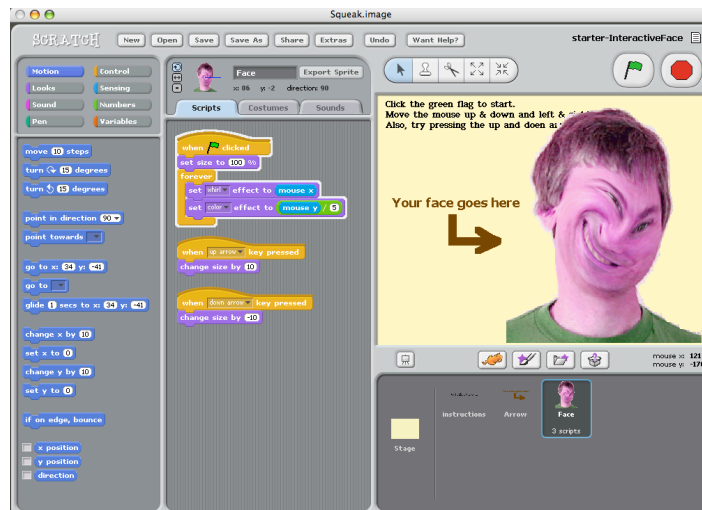 Squeak.image
SCRATCH
New Open Save Save As Share Extras Undo Want Help?
starter-InteractiveFace
Motion Control
Looks Sensing
Sound Numbers
Pen Variables
move 10 steps
turn 15 degrees
turn 15 degrees
point in direction 90
point towards
go to x: 34 y: -41
go to
glide 1 secs to x: 34 y: -41
change x by 10
set x to 0
change y by 10
set y to 0
if on edge, bounce
x position
y position
direction
Face
Export Sprite
x: 86 y: -2 direction: 90
Scripts Costumes Sounds
when clicked
set size to 100 %
forever
set whirl effect to mouse x
set color effect to mouse y / 5
when up arrow key pressed
change size by 10
when down arrow key pressed
change size by -10
Click the green flag to start.
Move the mouse up & down and left &
Also, try pressing the up and doen
Your face goes here
mouse x: 121
mouse y:
Stage
instructions
Arrow
Face
3 scripts